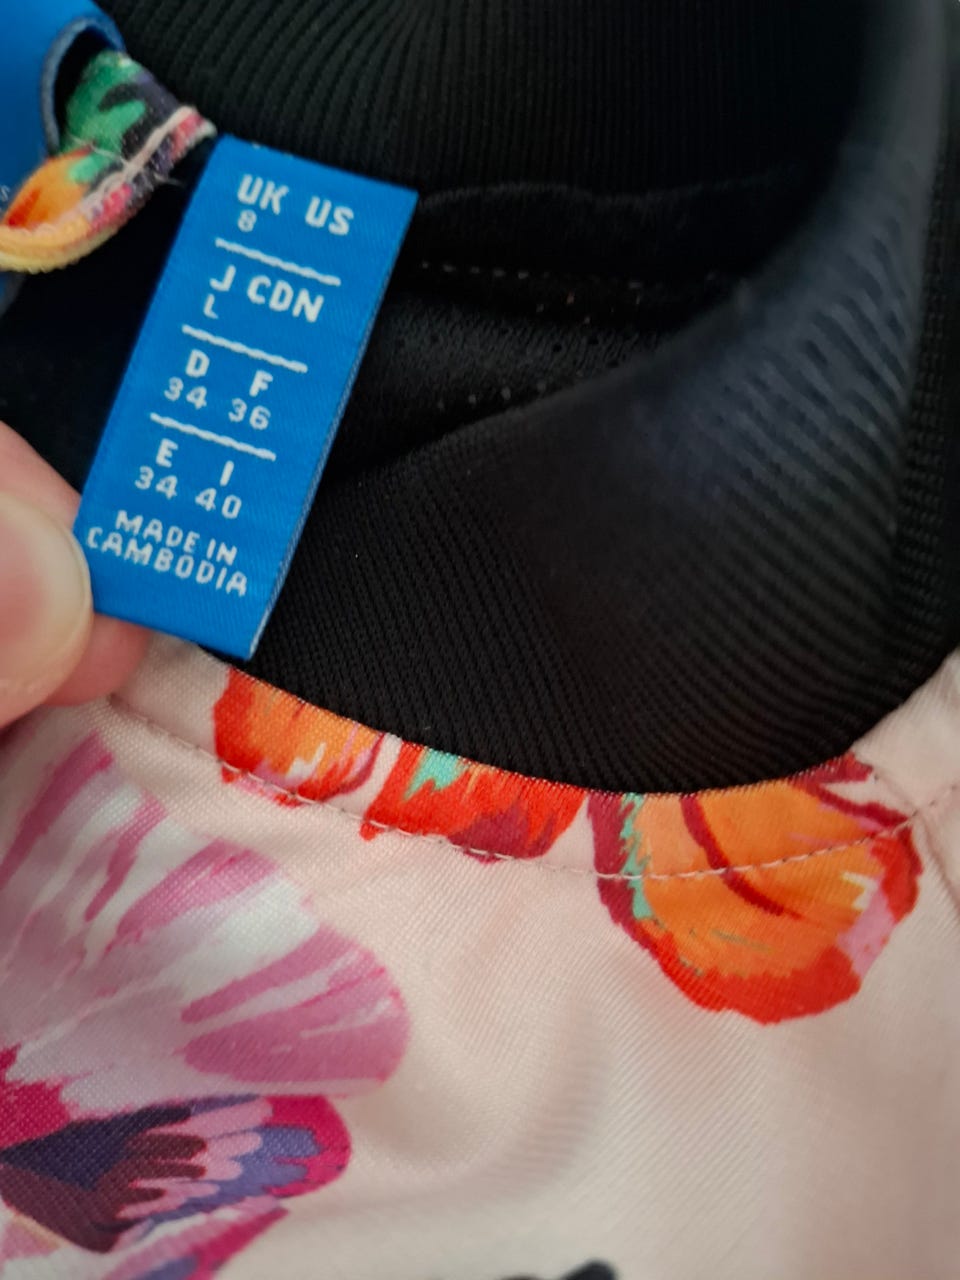 UK US
8
J CDN
L
D F
34 36
E I
34 40
MADE IN
CAMBODIA